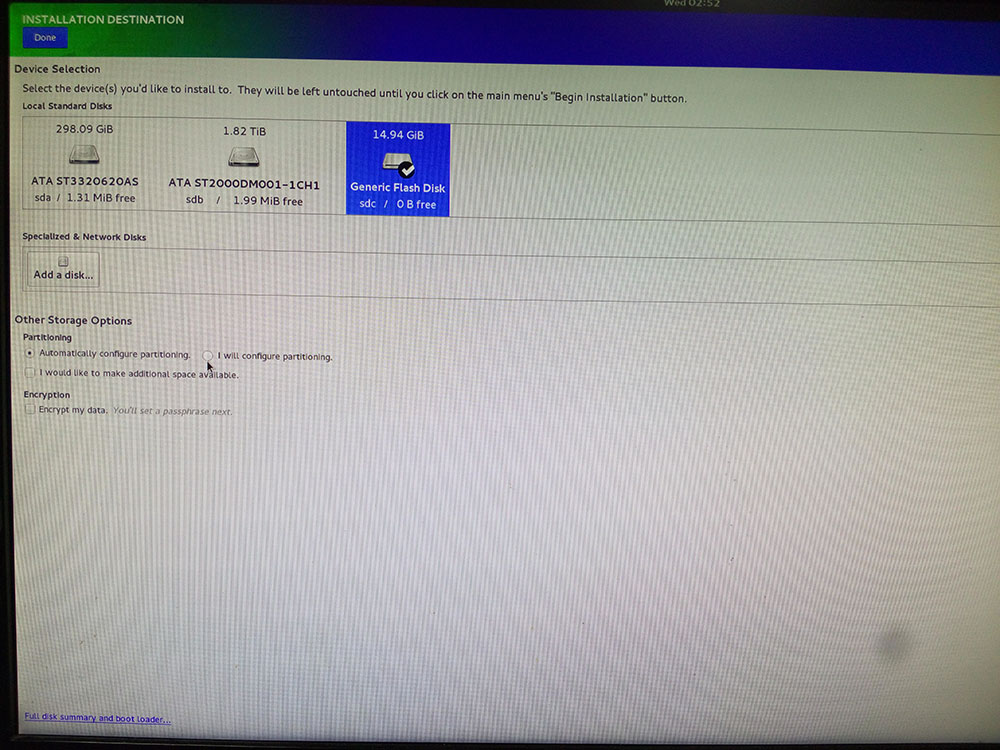 Wed 02:52
INSTALLATION DESTINATION
Done
Device Selection
Select the device(s) you'd like to install to. They will be left untouched until you click on the main menu's "Begin Installation" button.
Local Standard Disks
298.09 GiB
ATA ST3320620AS
sda / 1.31 MiB free
1.82 TiB
ATA ST2000DM001-1CH1
sdb / 1.99 MiB free
14.94 GiB
Generic Flash Disk
sdc / 0 B free
Specialized & Network Disks
Add a disk...
Other Storage Options
Partitioning
Automatically configure partitioning. I will configure partitioning.
I would like to make additional space available.
Encryption
Encrypt my data. You'll set a passphrase next.
Full disk summary and boot loader...